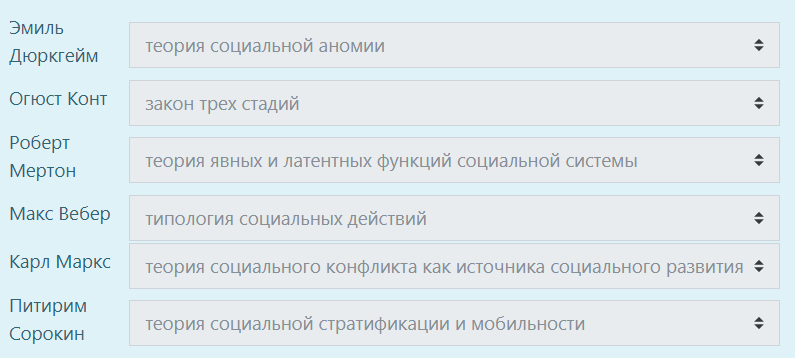 Эмиль
Дюркгейм
теория социальной аномии
Огюст Конт
закон трех стадий
Роберт
Мертон
теория явных и латентных функций социальной системы
Макс Вебер
типология социальных действий
Карл Маркс
теория социального конфликта как источника социального развития
Питирим
Сорокин
теория социальной стратификации и мобильности